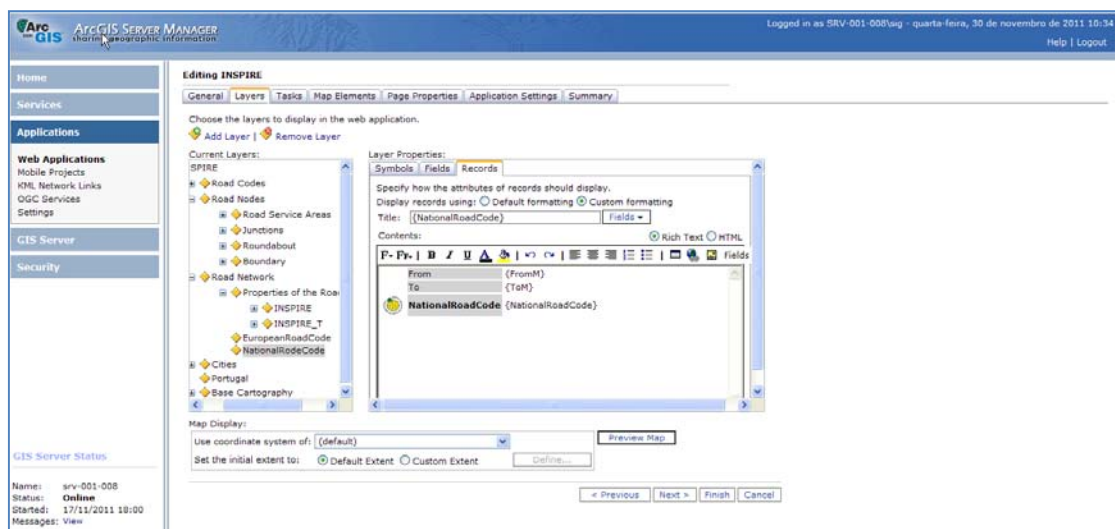 Arc GIS ArcGIS Server Manager
sharing geographic information
Logged in as SRV-001-008\sig - quarta-feira, 30 de novembro de 2011 10:34
Help | Logout
Home
Services
Applications
Web Applications
Mobile Projects
KML Network Links
OGC Services
Settings
GIS Server
Security
GIS Server Status
Name: srv-001-008
Status: Online
Started: 17/11/2011 18:00
Messages: View
Editing INSPIRE
General Layers Tasks Map Elements Page Properties Application Settings Summary
Choose the layers to display in the web application.
Add Layer | Remove Layer
Current Layers:
SPIRE
Road Codes
Road Nodes
Road Service Areas
Junctions
Roundabout
Boundary
Road Network
Properties of the Roa
INSPIRE
INSPIRE_T
EuropeanRoadCode
NationalRodeCode
Cities
Portugal
Base Cartography
Layer Properties:
Symbols Fields Records
Specify how the attributes of records should display.
Display records using: Default formatting Custom formatting
Title: {NationalRoadCode} Fields
Contents: Rich Text HTML
F Fr | B I U A Fields
From {FromM}
To {ToM}
NationalRoadCode {NationalRoadCode}
Map Display:
Use coordinate system of: (default)
Preview Map
Set the initial extent to: Default Extent Custom Extent Define...
< Previous Next > Finish Cancel